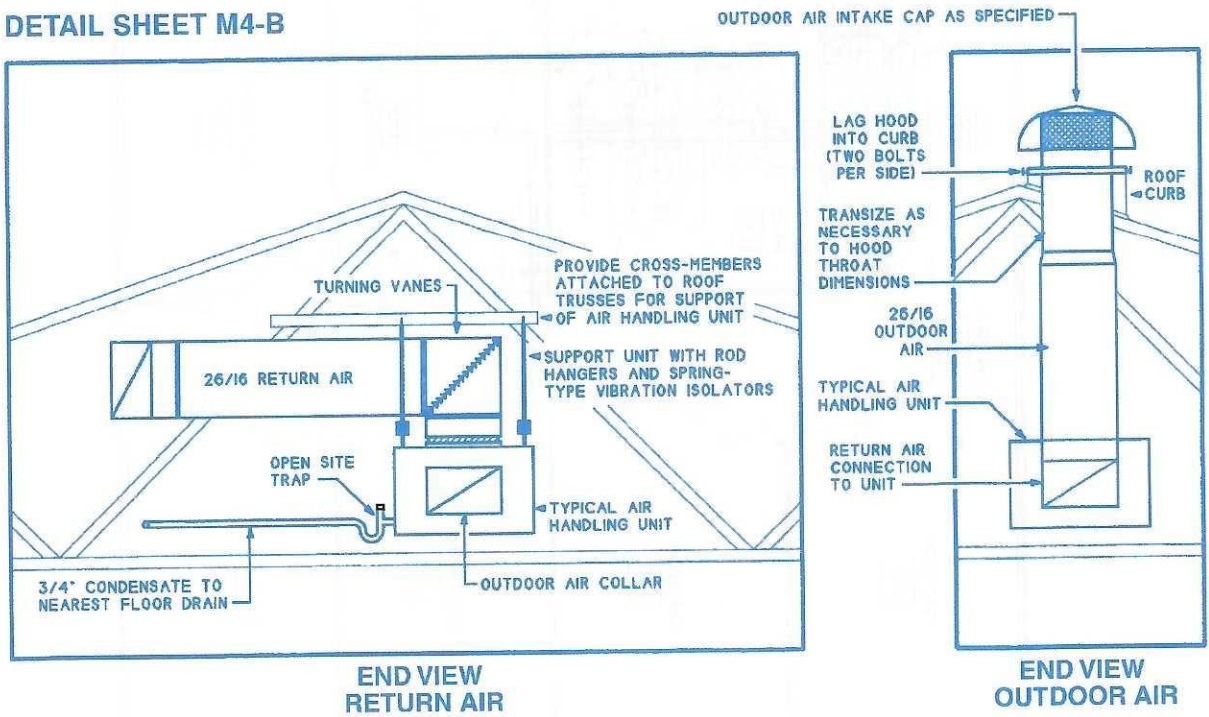 DETAIL SHEET M4-B
TURNING VANES
PROVIDE CROSS-MEMBERS
ATTACHED TO ROOF
TRUSSES FOR SUPPORT
OF AIR HANDLING UNIT
26/16 RETURN AIR
SUPPORT UNIT WITH ROD
HANGERS AND SPRING-
TYPE VIBRATION ISOLATORS
OPEN SITE
TRAP
TYPICAL AIR
HANDLING UNIT
3/4" CONDENSATE TO
NEAREST FLOOR DRAIN
OUTDOOR AIR COLLAR
END VIEW
RETURN AIR
OUTDOOR AIR INTAKE CAP AS SPECIFIED
LAG HOOD
INTO CURB
(TWO BOLTS
PER SIDE)
ROOF
CURB
TRANSIZE AS
NECESSARY
TO HOOD
THROAT
DIMENSIONS
26/16
OUTDOOR
AIR
TYPICAL AIR
HANDLING UNIT
RETURN AIR
CONNECTION
TO UNIT
END VIEW
OUTDOOR AIR